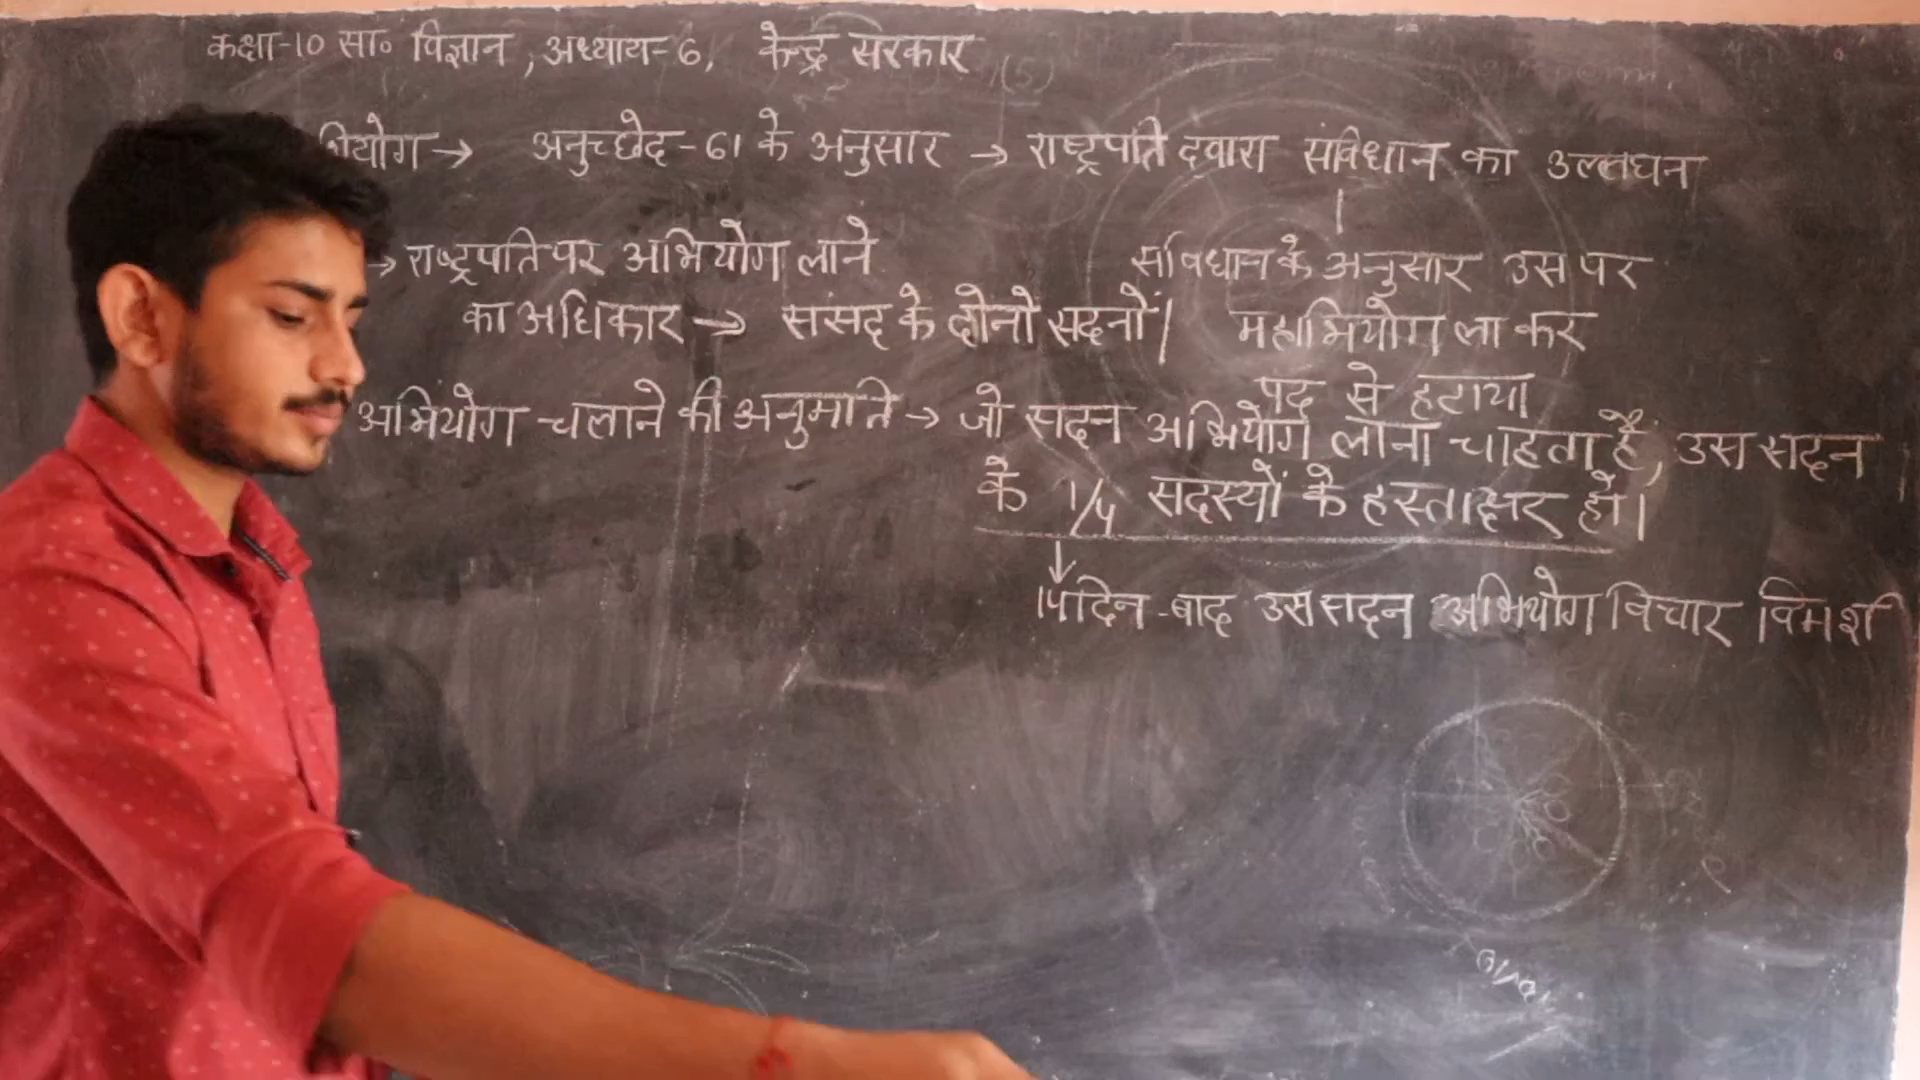 कक्षा-10 सा० विज्ञान, अध्याय-6, केन्द्र सरकार
भियोग → अनुच्छेद-61 के अनुसार → राष्ट्रपति दवारा संविधान का उल्लघन
→ राष्ट्रपति पर अभियोग लाने
संविधान के अनुसार उस पर
का अधिकार → संसद के दोनो सदनों|
महाभियोग ला कर
पद से हटाया
अभियोग चलाने की अनुमति → जो सदन अभियोग लाना चाहता है, उस सदन
के 1/4 सदस्यों के हस्ताक्षर हों|
14 दिन बाद उस सदन अभियोग विचार विमर्श